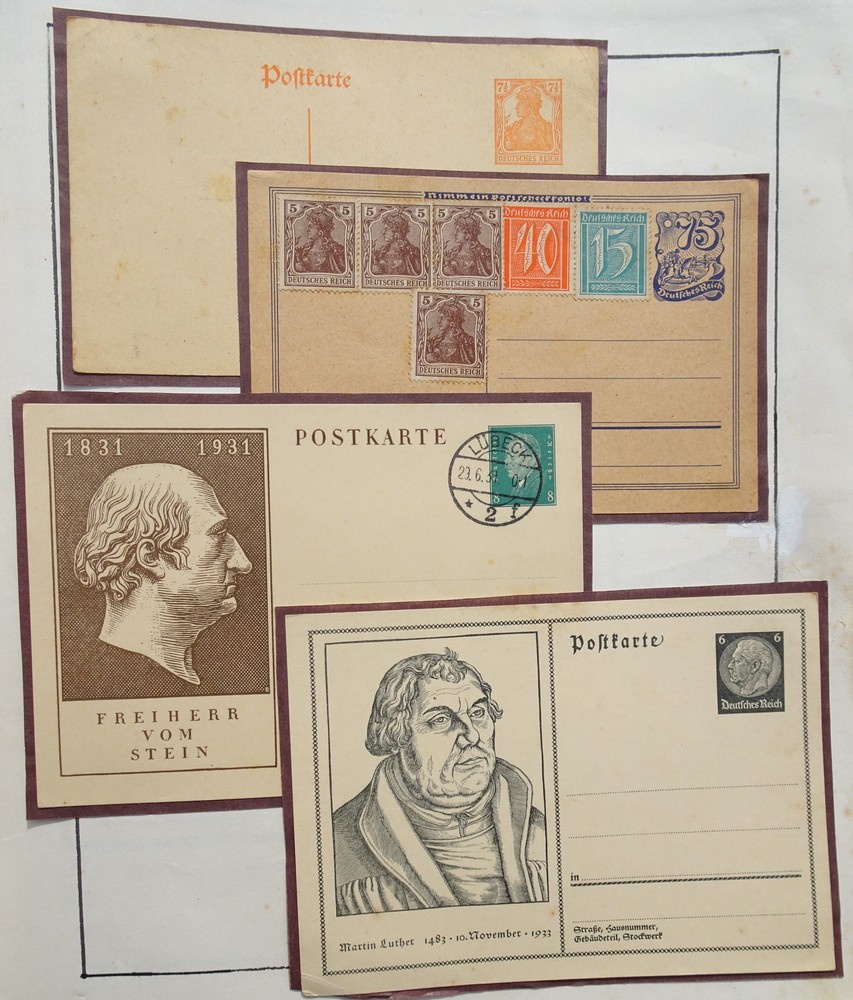 Postkarte
7½ 7½
DEUTSCHES REICH
Nimm ein Postscheckkonto!
5 5
DEUTSCHES REICH
5 5
DEUTSCHES REICH
5 5
DEUTSCHES REICH
Deutsches Reich
40
Deutsches Reich
15
75
Deutsches Reich
5 5
DEUTSCHES REICH
1831 1931
FREIHERR
VOM
STEIN
POSTKARTE
LÜBECK
* 2 f
8 8
Postkarte
6 6
Deutsches Reich
in
Straße, Hausnummer,
Gebäudeteil, Stockwerk
Martin Luther 1483 · 10. November · 1933